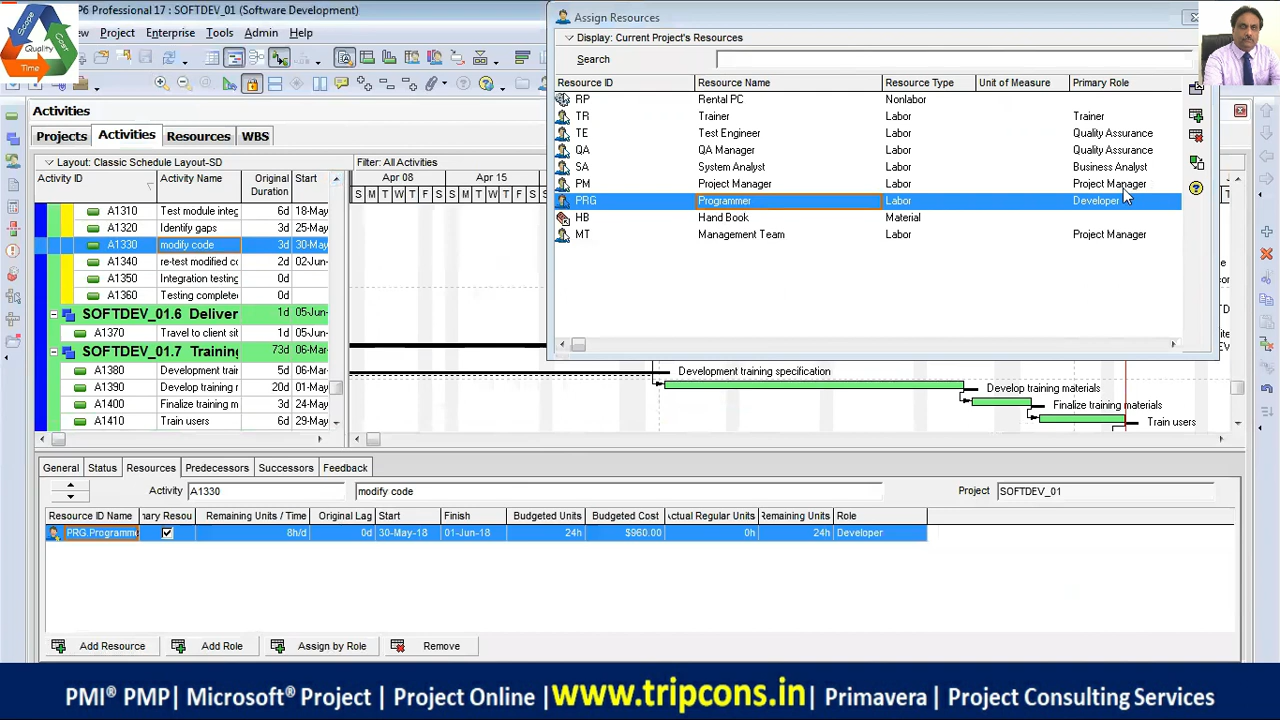 P6 Professional 17 : SOFTDEV_01 (Software Development)
Scope
Quality
Cost
Time
Project Enterprise Tools Admin Help
Activities
Projects Activities Resources WBS
Layout: Classic Schedule Layout-SD Filter: All Activities
Activity ID Activity Name Original Duration Start Apr 08 Apr 15
S M T W T F S S M T W T F S
A1310 Test module integ 6d 18-May
A1320 Identify gaps 3d 25-May
A1330 modify code 3d 30-May
A1340 re-test modified co 2d 02-Jun-
A1350 Integration testing 0d
A1360 Testing complete 0d
SOFTDEV_01.6 Deliver 1d 05-Jun-
A1370 Travel to client sit 1d 05-Jun-
SOFTDEV_01.7 Training 73d 06-Mar-
A1380 Development trai 5d 06-Mar
A1390 Develop training r 20d 01-May
A1400 Finalize training m 3d 24-May
A1410 Train users 6d 29-May
Assign Resources
Display: Current Project's Resources
Search
Resource ID Resource Name Resource Type Unit of Measure Primary Role
RP Rental PC Nonlabor
TR Trainer Labor Trainer
TE Test Engineer Labor Quality Assurance
QA QA Manager Labor Quality Assurance
SA System Analyst Labor Business Analyst
PM Project Manager Labor Project Manager
PRG Programmer Labor Developer
HB Hand Book Material
MT Management Team Labor Project Manager
Development training specification
Develop training materials
Finalize training materials
Train users
General Status Resources Predecessors Successors Feedback
Activity A1330 modify code Project SOFTDEV_01
Resource ID Name nary Resou Remaining Units / Time Original Lag Start Finish Budgeted Units Budgeted Cost Actual Regular Units Remaining Units Role
PRG.Programme 8h/d 0d 30-May-18 01-Jun-18 24h $960.00 0h 24h Developer
Add Resource Add Role Assign by Role Remove
PMI® PMP| Microsoft® Project | Project Online |www.tripcons.in| Primavera | Project Consulting Services